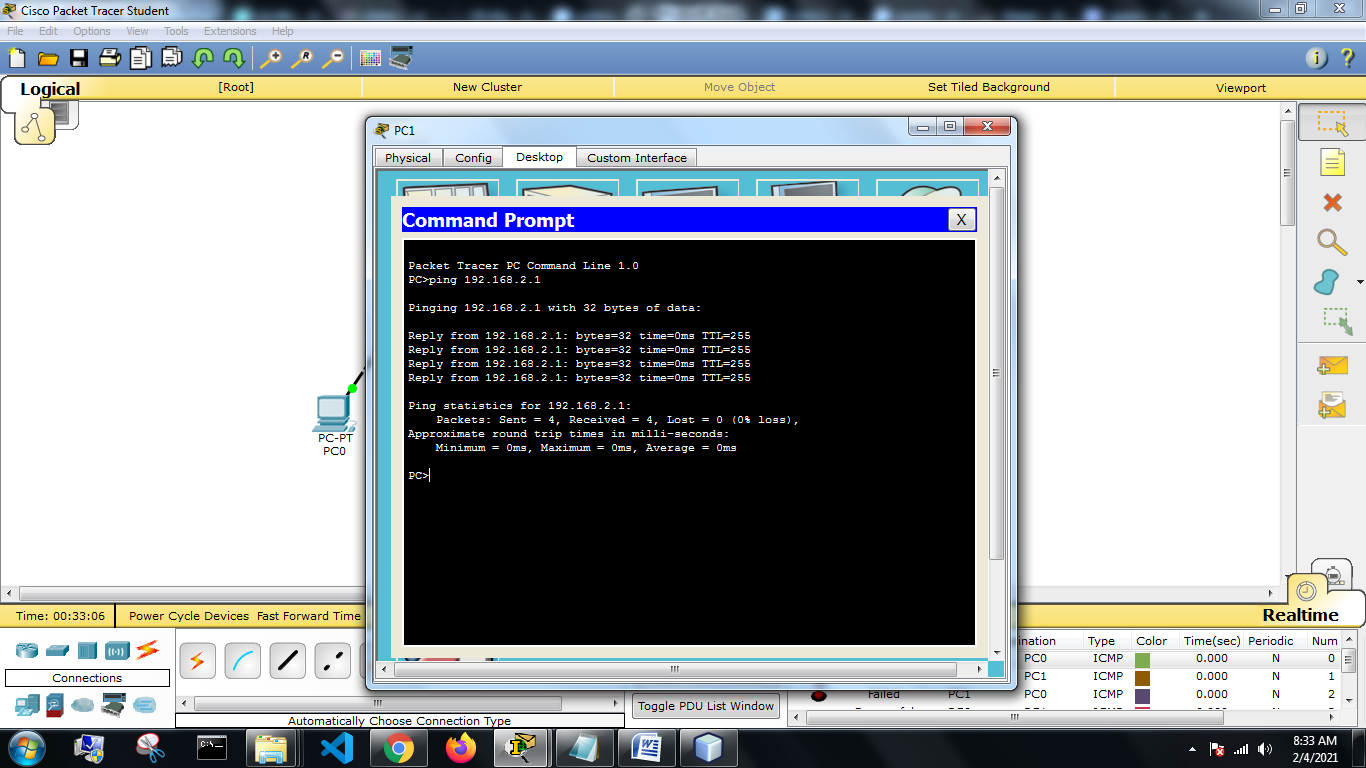 Cisco Packet Tracer Student
File Edit Options View Tools Extensions Help
Logical [Root] New Cluster Move Object Set Tiled Background Viewport
PC1
Physical Config Desktop Custom Interface
Command Prompt X
Packet Tracer PC Command Line 1.0
PC>ping 192.168.2.1
Pinging 192.168.2.1 with 32 bytes of data:
Reply from 192.168.2.1: bytes=32 time=0ms TTL=255
Reply from 192.168.2.1: bytes=32 time=0ms TTL=255
Reply from 192.168.2.1: bytes=32 time=0ms TTL=255
Reply from 192.168.2.1: bytes=32 time=0ms TTL=255
Ping statistics for 192.168.2.1:
Packets: Sent = 4, Received = 4, Lost = 0 (0% loss),
Approximate round trip times in milli-seconds:
Minimum = 0ms, Maximum = 0ms, Average = 0ms
PC>
PC-PT
PC0
Time: 00:33:06 Power Cycle Devices Fast Forward Time
Realtime
Connections
Automatically Choose Connection Type
Toggle PDU List Window
ination Type Color Time(sec) Periodic Num
PC0 ICMP 0.000 N 0
PC1 ICMP 0.000 N 1
Failed PC1 PC0 ICMP 0.000 N 2
8:33 AM
2/4/2021